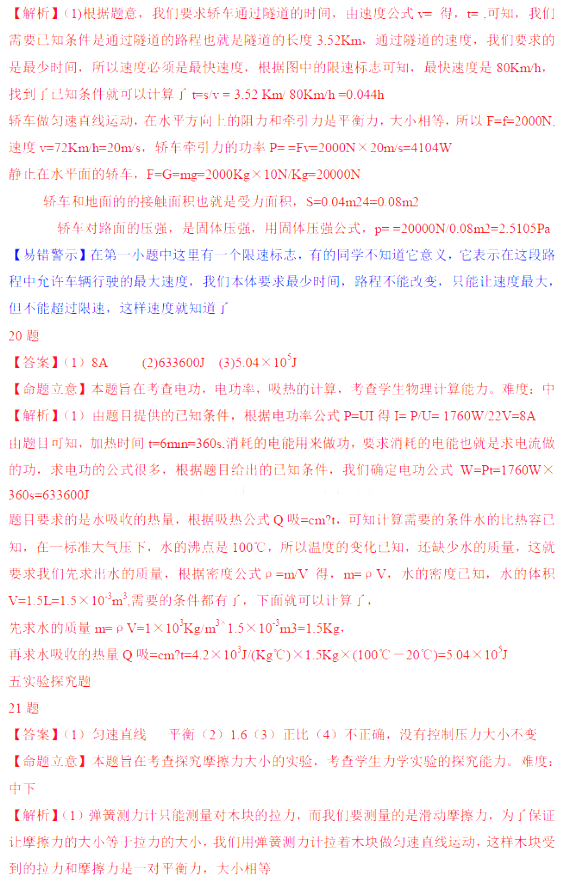 【解析】(1)根据题意，我们要求轿车通过隧道的时间，由速度公式 v= 得，t= .可知，我们
需要已知条件是通过隧道的路程也就是隧道的长度 3.52Km，通过隧道的速度，我们要求的
是最少时间，所以速度必须是最快速度，根据图中的限速标志可知，最快速度是 80Km/h，
找到了已知条件就可以计算了 t=s/v = 3.52 Km/ 80Km/h =0.044h
轿车做匀速直线运动，在水平方向上的阻力和牵引力是平衡力，大小相等，所以 F=f=2000N.
速度 v=72Km/h=20m/s，轿车牵引力的功率 P= =Fv=2000N×20m/s=4104W
静止在水平面的轿车，F=G=mg=2000Kg×10N/Kg=20000N
轿车和地面的的接触面积也就是受力面积，S=0.04m24=0.08m2
轿车对路面的压强，是固体压强，用固体压强公式，p= =20000N/0.08m2=2.5105Pa
【易错警示】在第一小题中这里有一个限速标志，有的同学不知道它意义，它表示在这段路
程中允许车辆行驶的最大速度，我们本体要求最少时间，路程不能改变，只能让速度最大，
但不能超过限速，这样速度就知道了
20 题
【答案】（1）8A (2)633600J (3)5.04×10⁵J
【命题立意】本题旨在考查电功，电功率，吸热的计算，考查学生物理计算能力。难度：中
【解析】（1）由题目提供的已知条件，根据电功率公式 P=UI 得 I= P/U= 1760W/22V=8A
由题目可知，加热时间 t=6min=360s.消耗的电能用来做功，要求消耗的电能也就是求电流做
的功，求电功的公式很多，根据题目给出的已知条件，我们确定电功公式 W=Pt=1760W×
360s=633600J
题目要求的是水吸收的热量，根据吸热公式 Q 吸=cm?t，可知计算需要的条件水的比热容已
知，在一标准大气压下，水的沸点是 100℃，所以温度的变化已知，还缺少水的质量，这就
要求我们先求出水的质量，根据密度公式 ρ=m/V 得，m=ρV，水的密度已知，水的体积
V=1.5L=1.5×10⁻³m³,需要的条件都有了，下面就可以计算了，
先求水的质量 m=ρV=1×10³Kg/m³`1.5×10⁻³m3=1.5Kg，
再求水吸收的热量 Q 吸=cm?t=4.2×10³J/(Kg℃)×1.5Kg×(100℃－20℃)=5.04×10⁵J
五实验探究题
21 题
【答案】（1）匀速直线 平衡（2）1.6（3）正比（4）不正确，没有控制压力大小不变
【命题立意】本题旨在考查探究摩擦力大小的实验，考查学生力学实验的探究能力。难度：
中下
【解析】（1）弹簧测力计只能测量对木块的拉力，而我们要测量的是滑动摩擦力，为了保证
让摩擦力的大小等于拉力的大小，我们用弹簧测力计拉着木块做匀速直线运动，这样木块受
到的拉力和摩擦力是一对平衡力，大小相等